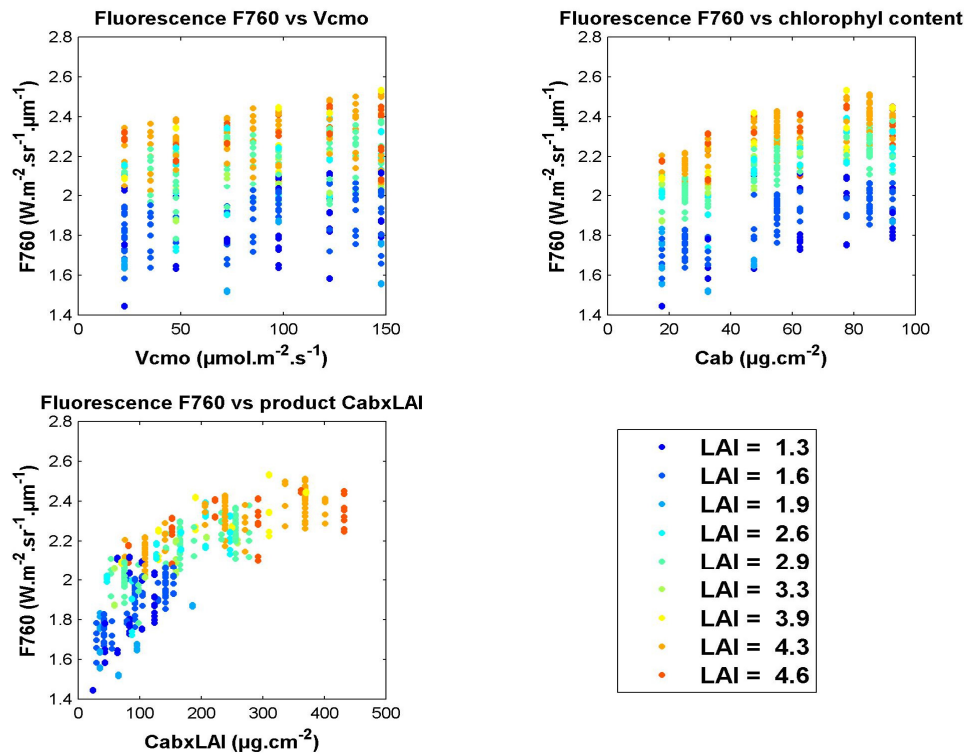 Fluorescence F760 vs Vcmo
F760 (W.m⁻².sr⁻¹.µm⁻¹)
2.8
2.6
2.4
2.2
2
1.8
1.6
1.4
0
50
100
150
Vcmo (µmol.m⁻².s⁻¹)
Fluorescence F760 vs chlorophyl content
F760 (W.m⁻².sr⁻¹.µm⁻¹)
2.8
2.6
2.4
2.2
2
1.8
1.6
1.4
0
20
40
60
80
100
Cab (µg.cm⁻²)
Fluorescence F760 vs product CabxLAI
F760 (W.m⁻².sr⁻¹.µm⁻¹)
2.8
2.6
2.4
2.2
2
1.8
1.6
1.4
0
100
200
300
400
500
CabxLAI (µg.cm⁻²)
LAI = 1.3
LAI = 1.6
LAI = 1.9
LAI = 2.6
LAI = 2.9
LAI = 3.3
LAI = 3.9
LAI = 4.3
LAI = 4.6